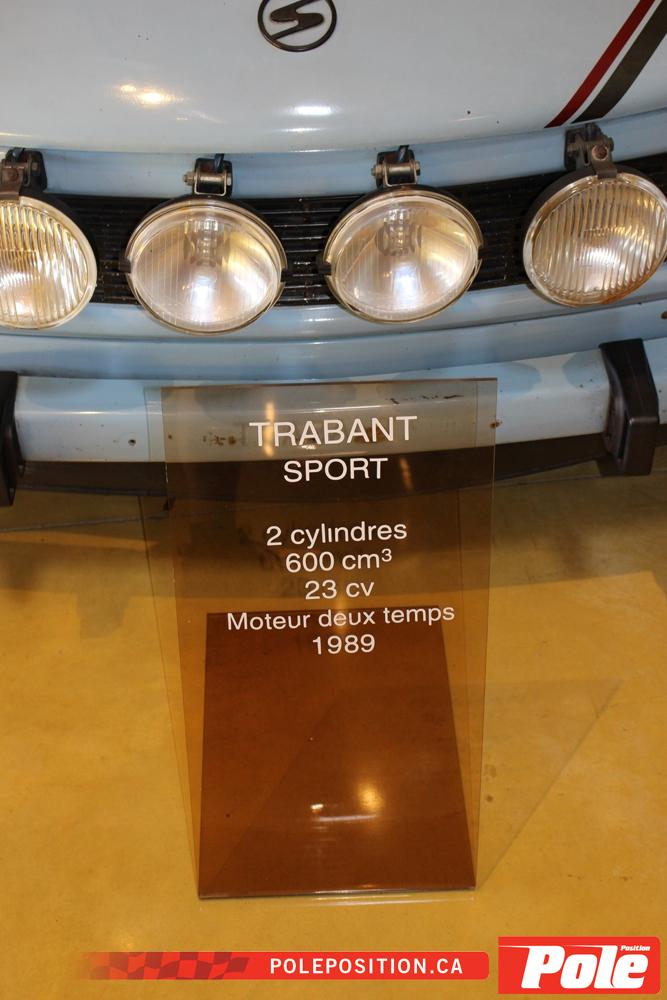 TRABANT
SPORT
2 cylindres
600 cm³
23 cv
Moteur deux temps
1989
POLEPOSITION.CA
Pole Position